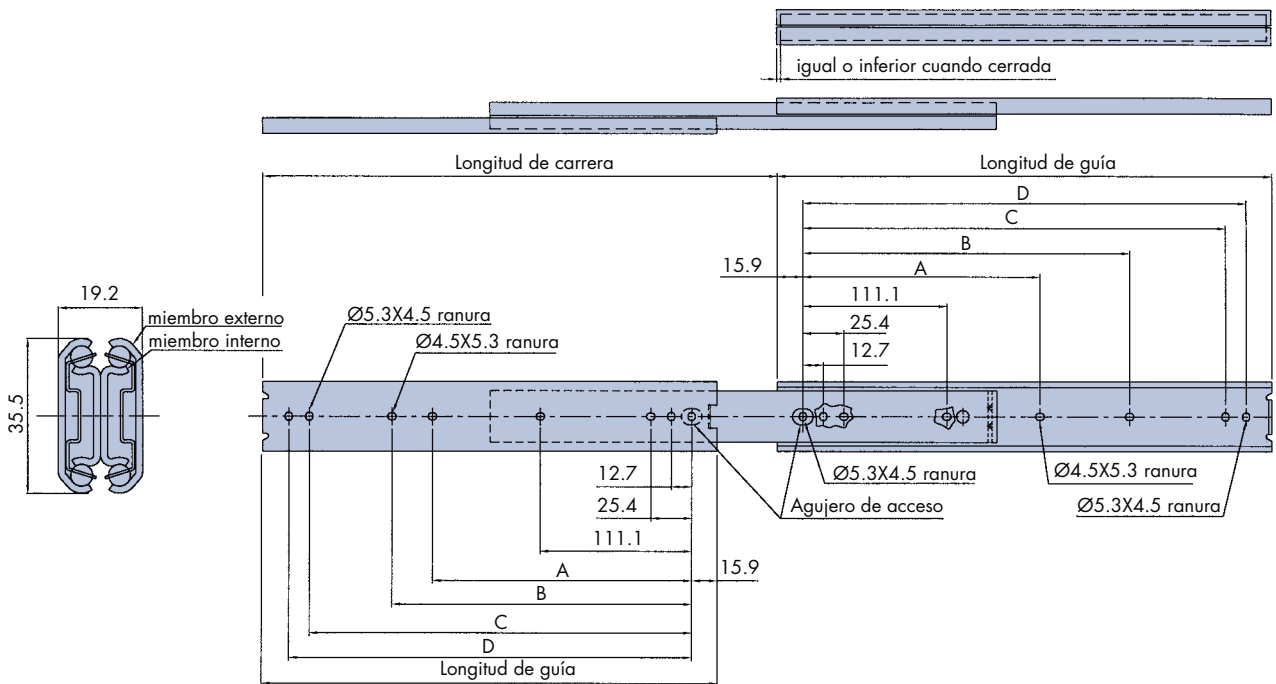 igual o inferior cuando cerrada
Longitud de carrera
Longitud de guía
D
C
B
15.9
A
111.1
25.4
12.7
19.2
miembro externo
miembro interno
35.5
Ø5.3X4.5 ranura
Ø4.5X5.3 ranura
Ø5.3X4.5 ranura
Ø4.5X5.3 ranura
Ø5.3X4.5 ranura
Agujero de acceso
12.7
25.4
111.1
A
15.9
B
C
D
Longitud de guía